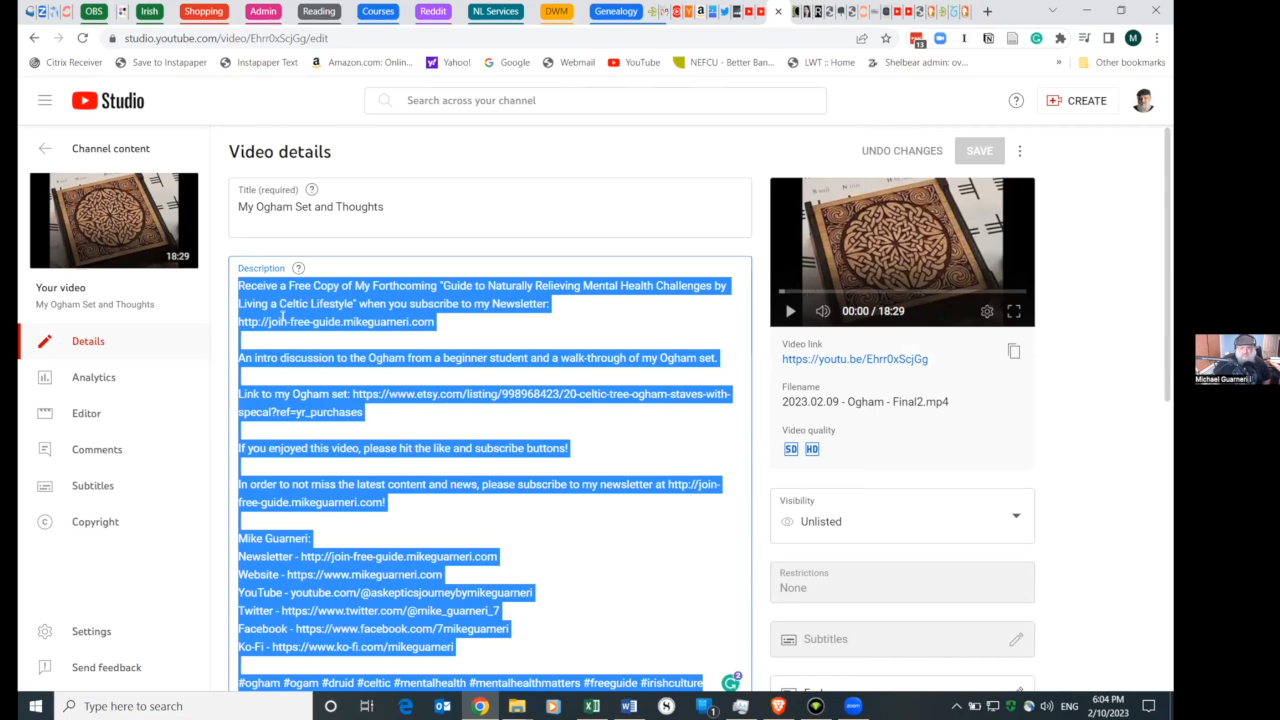 OBS
Irish
Shopping
Admin
Reading
Courses
Reddit
NL Services
DWM
Genealogy
studio.youtube.com/video/Ehrr0xScjGg/edit
13
M
Citrix Receiver
Save to Instapaper
Instapaper Text
Amazon.com: Onlin...
Yahoo!
Google
Webmail
YouTube
NEFCU - Better Ban...
LWT :: Home
Shelbear admin: ov...
»
Other bookmarks
Studio
Search across your channel
CREATE
Channel content
Video details
UNDO CHANGES
SAVE
18:29
Your video
My Ogham Set and Thoughts
Details
Analytics
Editor
Comments
Subtitles
Copyright
Settings
Send feedback
Title (required)
My Ogham Set and Thoughts
Description
Receive a Free Copy of My Forthcoming "Guide to Naturally Relieving Mental Health Challenges by
Living a Celtic Lifestyle" when you subscribe to my Newsletter:
http://join-free-guide.mikeguarneri.com
An intro discussion to the Ogham from a beginner student and a walk-through of my Ogham set.
Link to my Ogham set: https://www.etsy.com/listing/998968423/20-celtic-tree-ogham-staves-with-
specal?ref=yr_purchases
If you enjoyed this video, please hit the like and subscribe buttons!
In order to not miss the latest content and news, please subscribe to my newsletter at http://join-
free-guide.mikeguarneri.com!
Mike Guarneri:
Newsletter - http://join-free-guide.mikeguarneri.com
Website - https://www.mikeguarneri.com
YouTube - youtube.com/@askepticsjourneybymikeguarneri
Twitter - https://www.twitter.com/@mike_guarneri_7
Facebook - https://www.facebook.com/7mikeguarneri
Ko-Fi - https://www.ko-fi.com/mikeguarneri
#ogham #ogam #druid #celtic #mentalhealth #mentalhealthmatters #freeguide #irishculture
2
00:00 / 18:29
Video link
https://youtu.be/Ehrr0xScjGg
Filename
2023.02.09 - Ogham - Final2.mp4
Video quality
SD
HD
Visibility
Unlisted
Restrictions
None
Subtitles
Michael Guarneri I
Type here to search
1
ENG
6:04 PM
2/10/2023